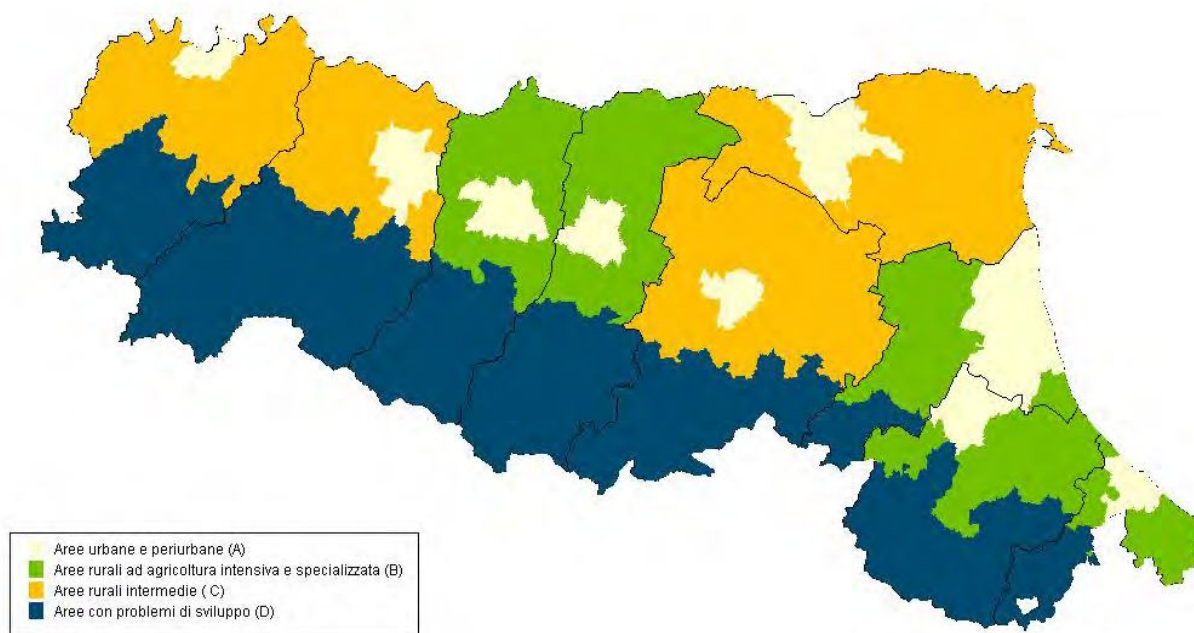 Aree urbane e periurbane (A)
Aree rurali ad agricoltura intensiva e specializzata (B)
Aree rurali intermedie ( C)
Aree con problemi di sviluppo (D)